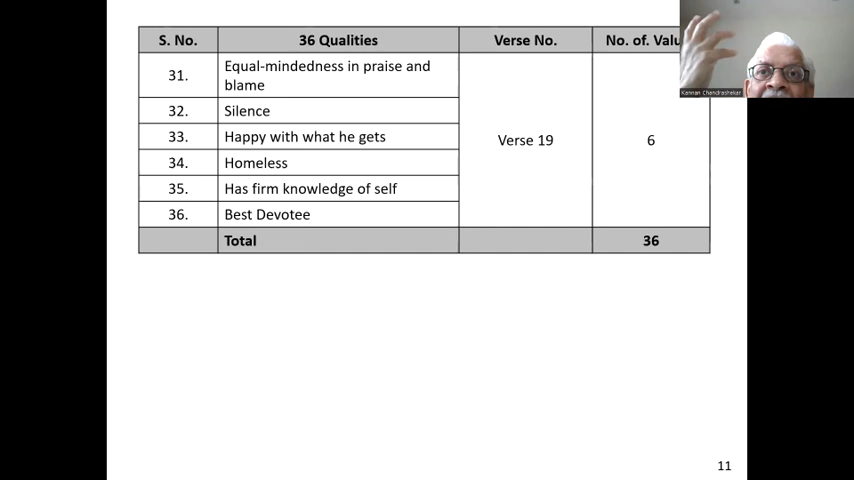 S. No. 36 Qualities Verse No. No. of. Valu
31. Equal-mindedness in praise and
blame
32. Silence
33. Happy with what he gets
Verse 19 6
34. Homeless
35. Has firm knowledge of self
36. Best Devotee
Total 36
Kannan Chandrashekar
11